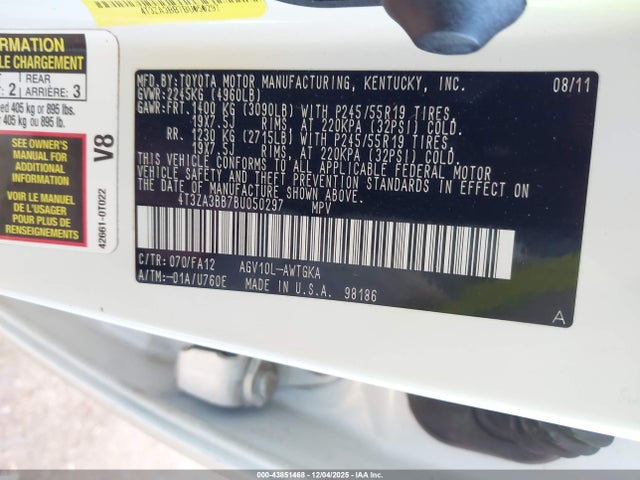 4T3ZA3BB7BU050297
FORMATION
E CHARGEMENT
REAR
2 ARRIÈRE: 3
ed 405 kg or 895 lbs.
405 kg ou 895 lb.
SEE OWNER'S
MANUAL FOR
ADDITIONAL
INFORMATION
VOIR LE MANUEL
DE L'USAGER
POUR PLUS DE
RENSEIGNEMENTS
V8
42661-0T022
MFD.BY:TOYOTA MOTOR MANUFACTURING, KENTUCKY, INC. 08/11
GVWR:2245KG (4960LB)
GAWR:FRT. 1400 KG (3090LB) WITH P245/55R19 TIRES,
19X7.5J RIMS, AT 220KPA (32PSI) COLD.
RR. 1230 KG (2715LB) WITH P245/55R19 TIRES,
19X7.5J RIMS, AT 220KPA (32PSI) COLD.
THIS VEHICLE CONFORMS TO ALL APPLICABLE FEDERAL MOTOR
VEHICLE SAFETY AND THEFT PREVENTION STANDARDS IN EFFECT ON
THE DATE OF MANUFACTURE SHOWN ABOVE.
4T3ZA3BB7BU050297 MPV
C/TR: 070/FA12 AGV10L-AWTGKA
A/TM: -01A/U760E MADE IN U.S.A. 98186
A
00-43851468 - 12/04/2025 - COPYRIGHT IAA